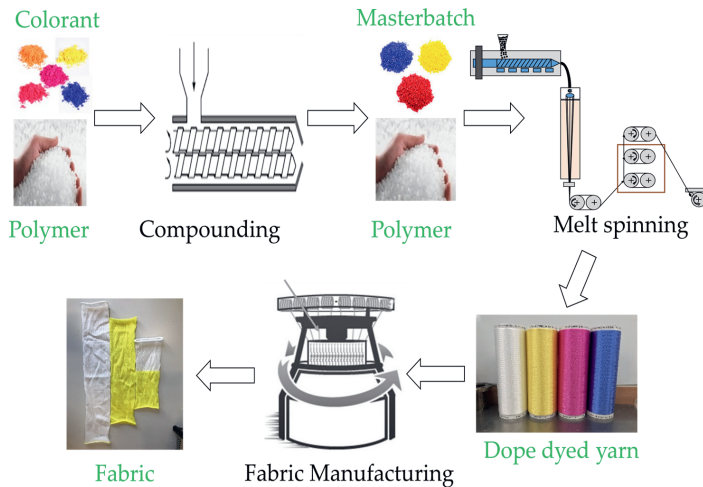 Colorant
Masterbatch
Polymer
Compounding
Polymer
Melt spinning
Fabric
Fabric Manufacturing
Dope dyed yarn